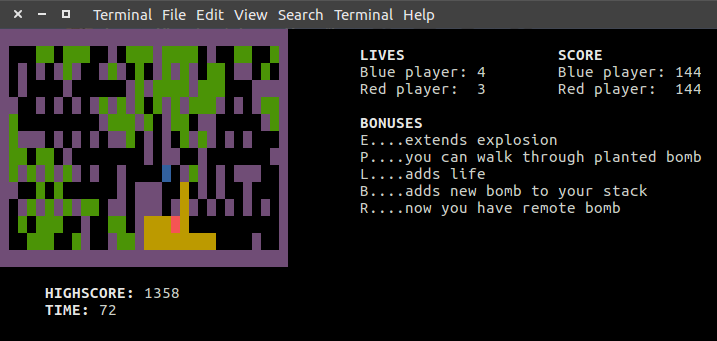 Terminal File Edit View Search Terminal Help
LIVES SCORE
Blue player: 4 Blue player: 144
Red player: 3 Red player: 144
BONUSES
E....extends explosion
P....you can walk through planted bomb
L....adds life
B....adds new bomb to your stack
R....now you have remote bomb
HIGHSCORE: 1358
TIME: 72